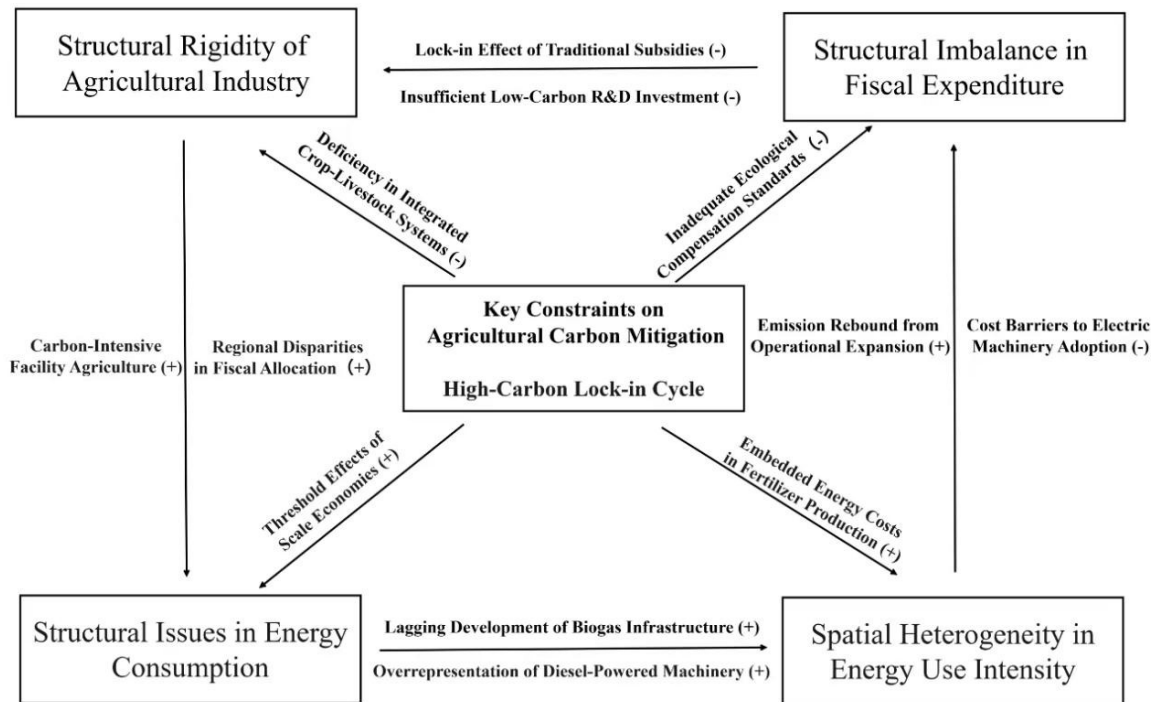 Structural Rigidity of
Agricultural Industry
Lock-in Effect of Traditional Subsidies (-)
Insufficient Low-Carbon R&D Investment (-)
Structural Imbalance in
Fiscal Expenditure
Deficiency in Integrated
Crop-Livestock Systems (-)
Inadequate Ecological
Compensation Standards (-)
Key Constraints on
Agricultural Carbon Mitigation
High-Carbon Lock-in Cycle
Carbon-Intensive
Facility Agriculture (+)
Regional Disparities
in Fiscal Allocation (+)
Emission Rebound from
Operational Expansion (+)
Cost Barriers to Electric
Machinery Adoption (-)
Threshold Effects of
Scale Economies (+)
Embedded Energy Costs
in Fertilizer Production (+)
Structural Issues in Energy
Consumption
Lagging Development of Biogas Infrastructure (+)
Overrepresentation of Diesel-Powered Machinery (+)
Spatial Heterogeneity in
Energy Use Intensity